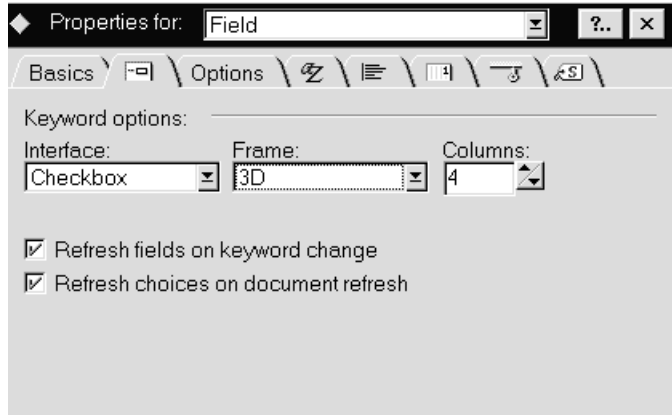 Properties for: Field ?..
Basics Options 1 S
Keyword options:
Interface: Frame: Columns:
Checkbox 3D 4
Refresh fields on keyword change
Refresh choices on document refresh